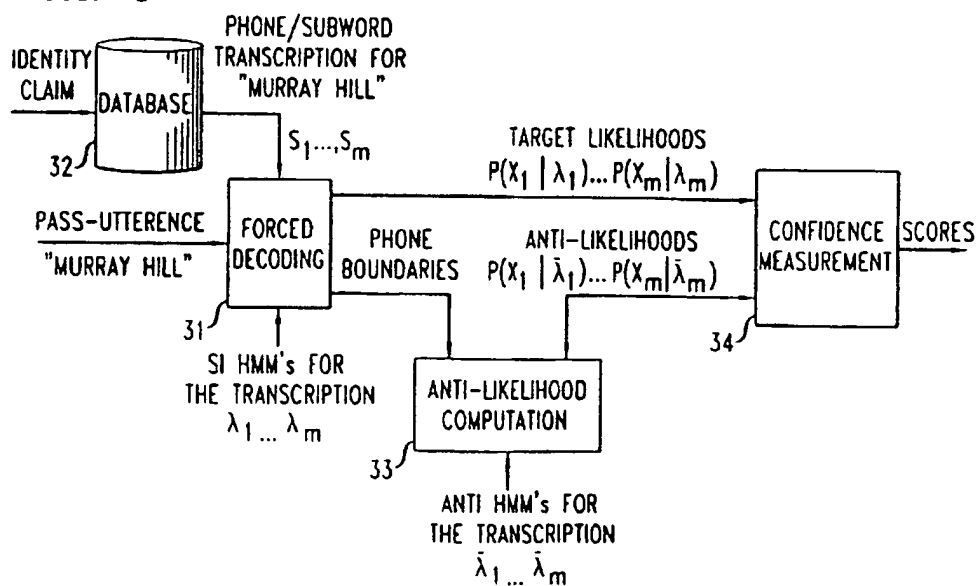 PHONE/SUBWORD
TRANSCRIPTION FOR
"MURRAY HILL"
IDENTITY
CLAIM
DATABASE
32
S₁...,Sₘ
PASS-UTTERENCE
"MURRAY HILL"
FORCED
DECODING
31
SI HMM's FOR
THE TRANSCRIPTION
λ₁... λₘ
TARGET LIKELIHOODS
P(X₁ | λ₁)... P(Xₘ|λₘ)
PHONE
BOUNDARIES
ANTI-LIKELIHOODS
P(X₁ | λ̄₁)... P(Xₘ|λ̄ₘ)
CONFIDENCE
MEASUREMENT
34
SCORES
ANTI-LIKELIHOOD
COMPUTATION
33
ANTI HMM's FOR
THE TRANSCRIPTION
λ̄₁... λ̄ₘ